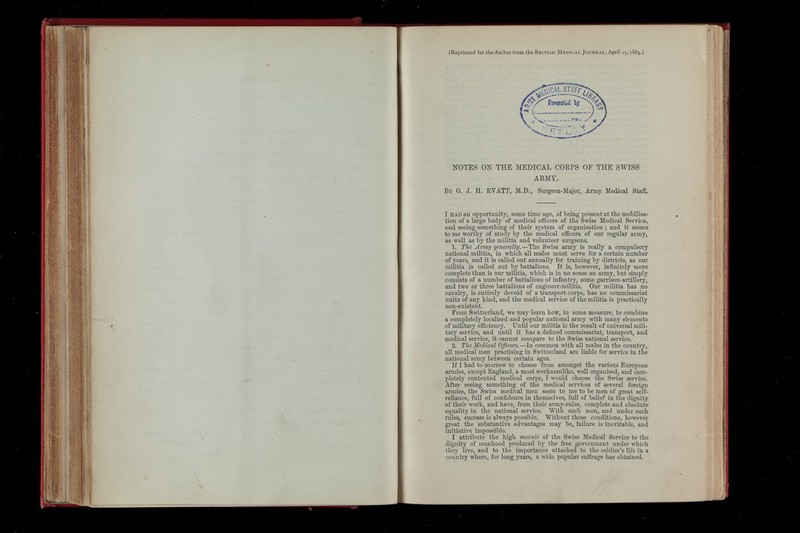 [Reprinted for the Author from the BRITISH MEDICAL JOURNAL, April 25, 1885.]
ARMY MEDICAL STAFF LIBRARY
Presented by
NETLEY
NOTES ON THE MEDICAL CORPS OF THE SWISS
ARMY.
BY G. J. H. EVATT, M.D., Surgeon-Major, Army Medical Staff.
I HAD an opportunity, some time ago, of being present at the mobilisa-
tion of a large body of medical officers of the Swiss Medical Service,
and seeing something of their system of organisation; and it seems
to me worthy of study by the medical officers of our regular army,
as well as by the militia and volunteer surgeons.
1. The Army generally.—The Swiss army is really a compulsory
national militia, in which all males must serve for a certain number
of years, and it is called out annually for training by districts, as our
militia is called out by battalions. It is, however, infinitely more
complete than is our militia, which is in no sense an army, but simply
consists of a number of battalions of infantry, some garrison-artillery,
and two or three battalions of engineer-militia. Our militia has no
cavalry, is entirely devoid of a transport-corps, has no commissariat
units of any kind, and the medical service of the militia is practically
non-existent.
From Switzerland, we may learn how, in some measure, to combine
a completely localised and popular national army with many elements
of military efficiency. Until our militia is the result of universal mili-
tary service, and until it has a defined commissariat, transport, and
medical service, it cannot compare to the Swiss national service.
2. The Medical Officers.—In common with all males in the country,
all medical men practising in Switzerland are liable for service in the
national army between certain ages.
If I had to-morrow to choose from amongst the various European
armies, except England, a most workmanlike, well organised, and com-
pletely contented medical corps, I would choose the Swiss service.
After seeing something of the medical services of several foreign
armies, the Swiss medical men seem to me to be men of great self-
reliance, full of confidence in themselves, full of belief in the dignity
of their work, and have, from their army-rules, complete and absolute
equality in the national service. With such men, and under such
rules, success is always possible. Without these conditions, however
great the substantive advantages may be, failure is inevitable, and
initiative impossible.
I attribute the high morale of the Swiss Medical Service to the
dignity of manhood produced by the free government under which
they live, and to the importance attached to the soldier's life in a
country where, for long years, a wide popular suffrage has obtained.